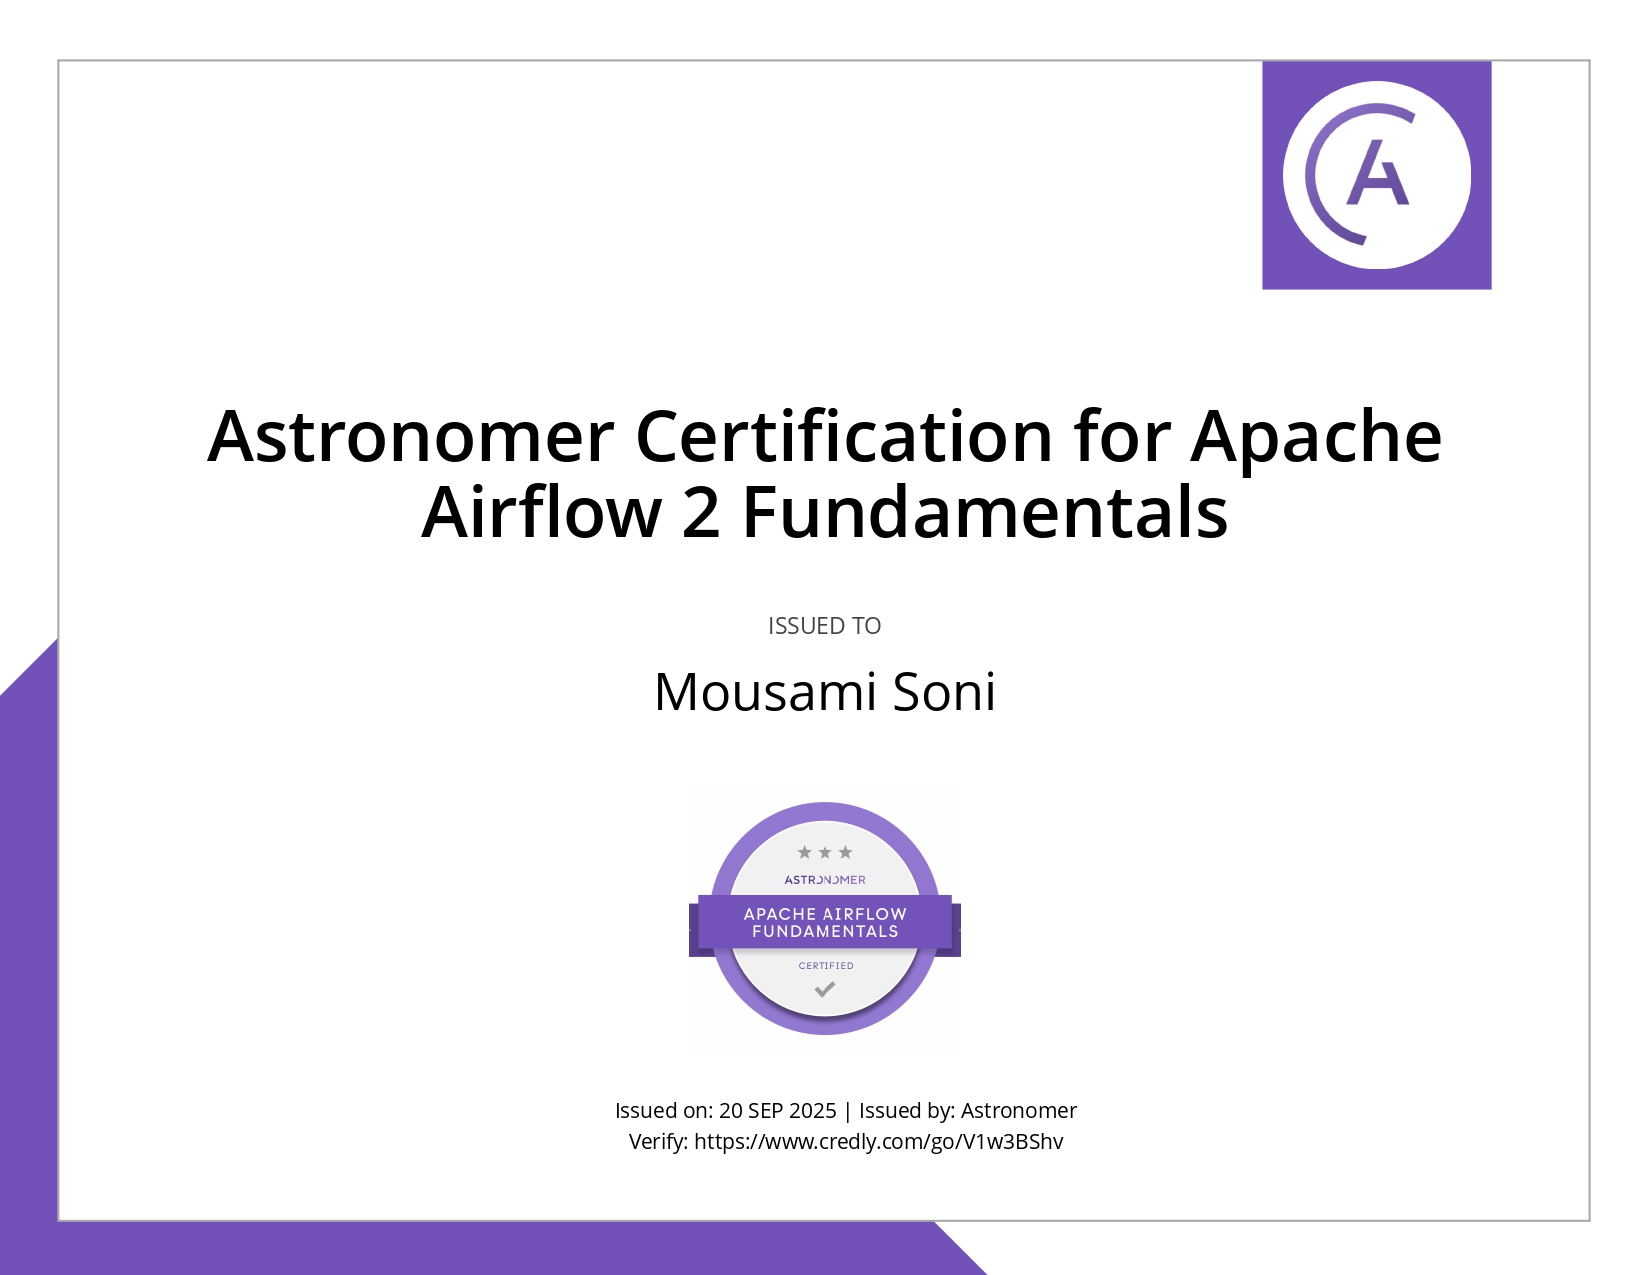 A
Astronomer Certification for Apache
Airflow 2 Fundamentals
ISSUED TO
Mousami Soni
ASTRONOMER
APACHE AIRFLOW
FUNDAMENTALS
CERTIFIED
Issued on: 20 SEP 2025 | Issued by: Astronomer
Verify: https://www.credly.com/go/V1w3BShv